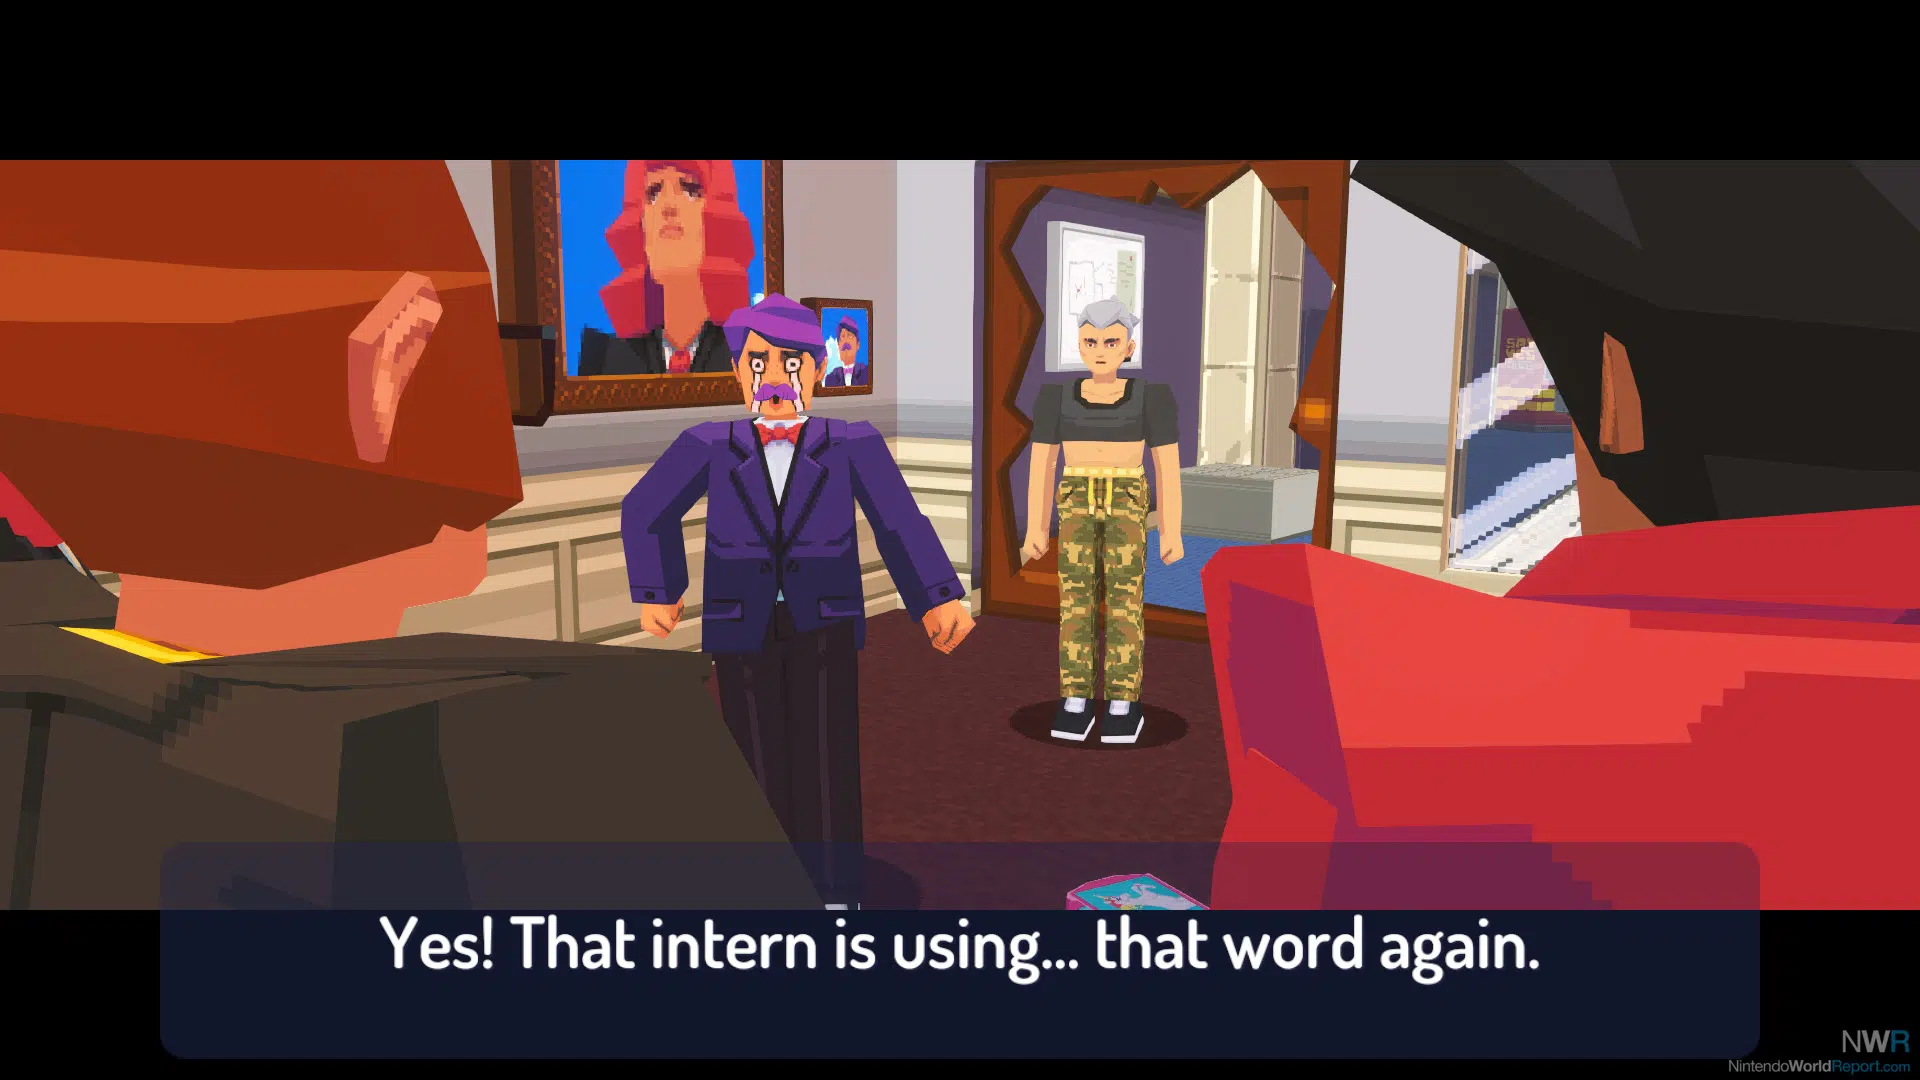 Yes! That intern is using... that word again.
NWR
NintendoWorldReport.com